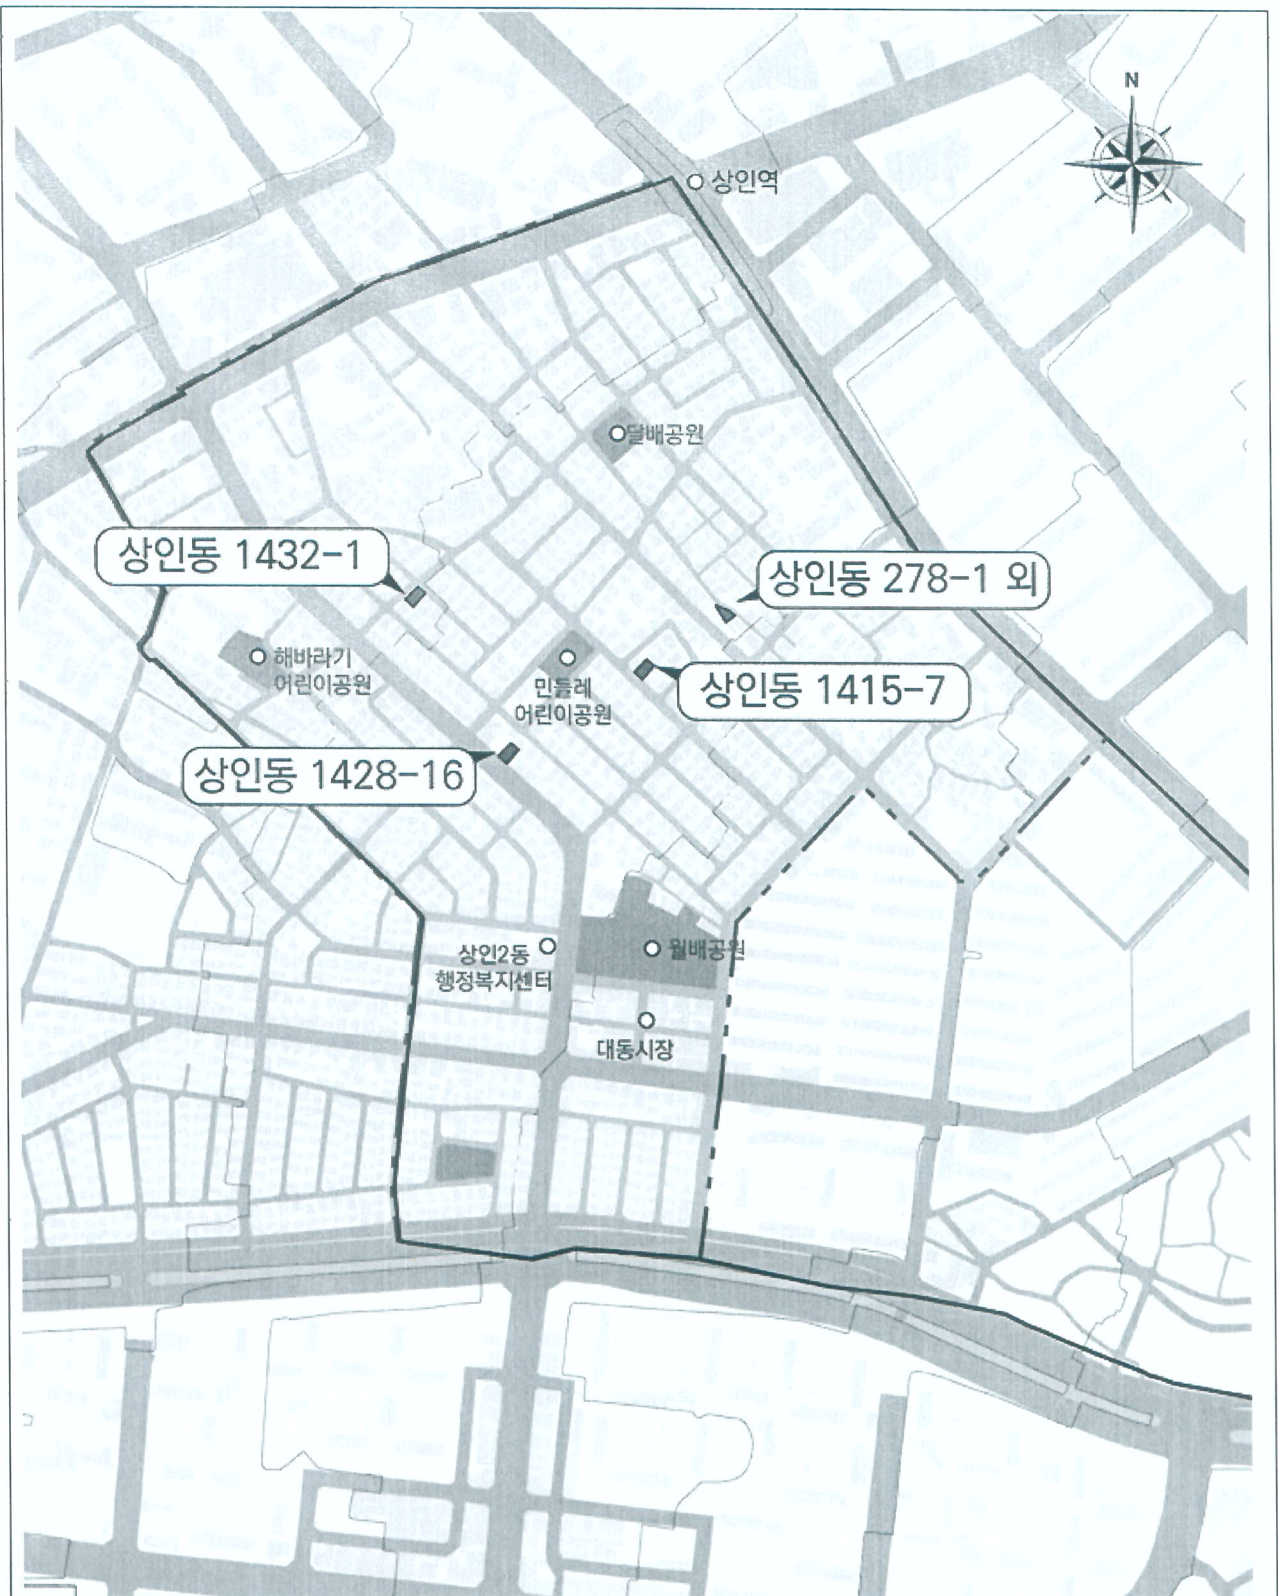 N
상인역
달배공원
상인동 1432-1
상인동 278-1 외
해바라기
어린이공원
민들레
어린이공원
상인동 1415-7
상인동 1428-16
상인2동
행정복지센터
월배공원
대동시장